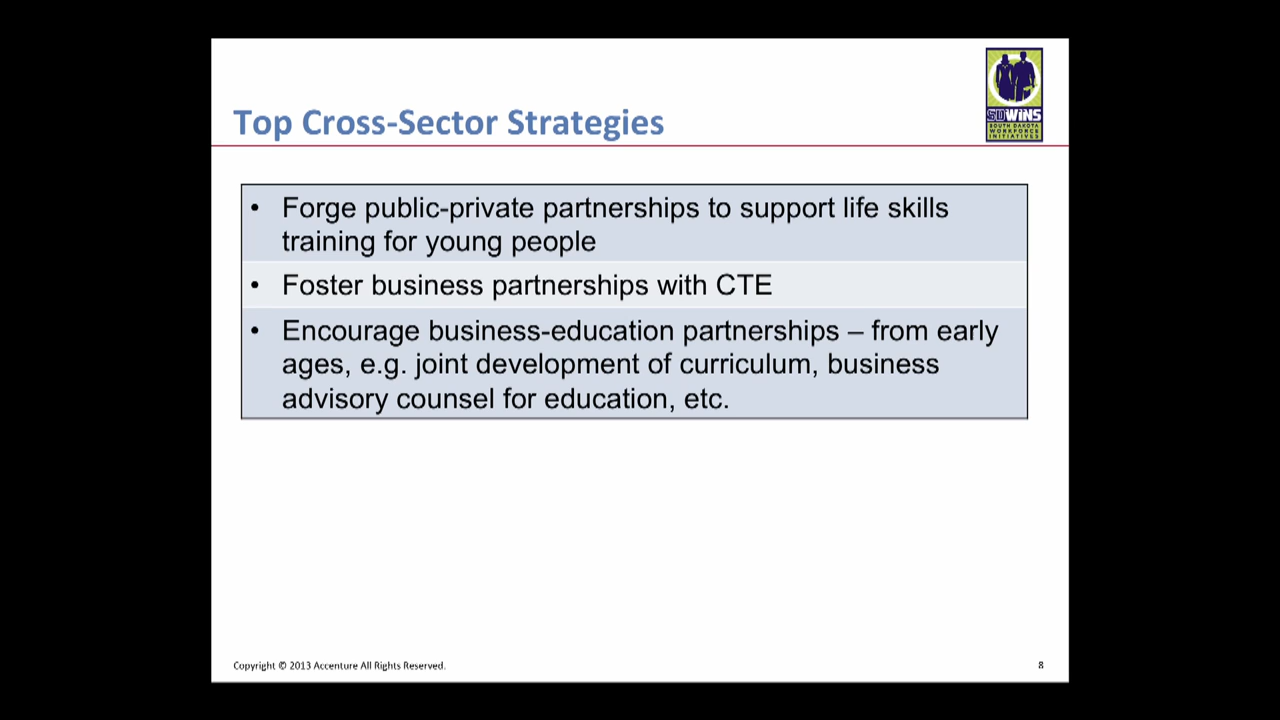 Top Cross-Sector Strategies
SDWINS
SOUTH DAKOTA
WORKFORCE
INITIATIVES
• Forge public-private partnerships to support life skills
training for young people
• Foster business partnerships with CTE
• Encourage business-education partnerships – from early
ages, e.g. joint development of curriculum, business
advisory counsel for education, etc.
Copyright © 2013 Accenture All Rights Reserved.
8